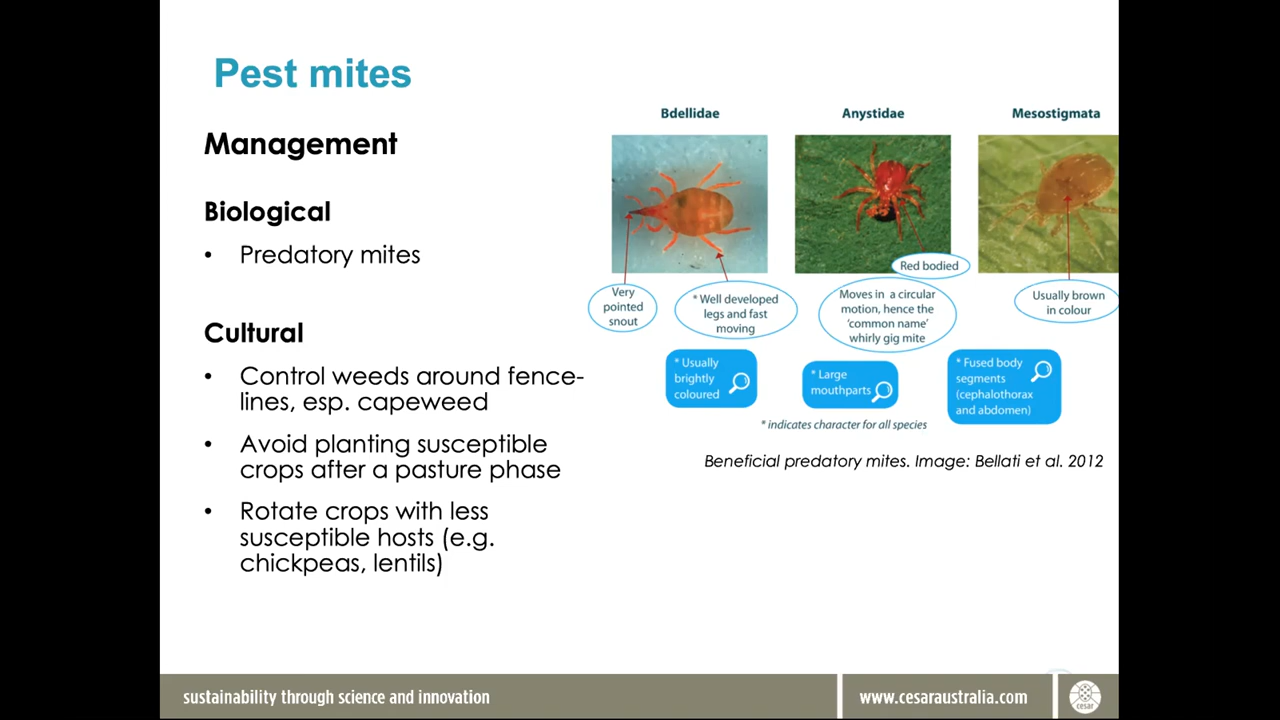 Pest mites
Management
Biological
• Predatory mites
Cultural
• Control weeds around fence-
lines, esp. capeweed
• Avoid planting susceptible
crops after a pasture phase
• Rotate crops with less
susceptible hosts (e.g.
chickpeas, lentils)
Bdellidae
Anystidae
Mesostigmata
Very
pointed
snout
* Well developed
legs and fast
moving
Red bodied
Moves in a circular
motion, hence the
‘common name’
whirly gig mite
Usually brown
in colour
* Usually
brightly
coloured
* Large
mouthparts
* Fused body
segments
(cephalothorax
and abdomen)
* indicates character for all species
Beneficial predatory mites. Image: Bellati et al. 2012
sustainability through science and innovation
www.cesaraustralia.com
cesar